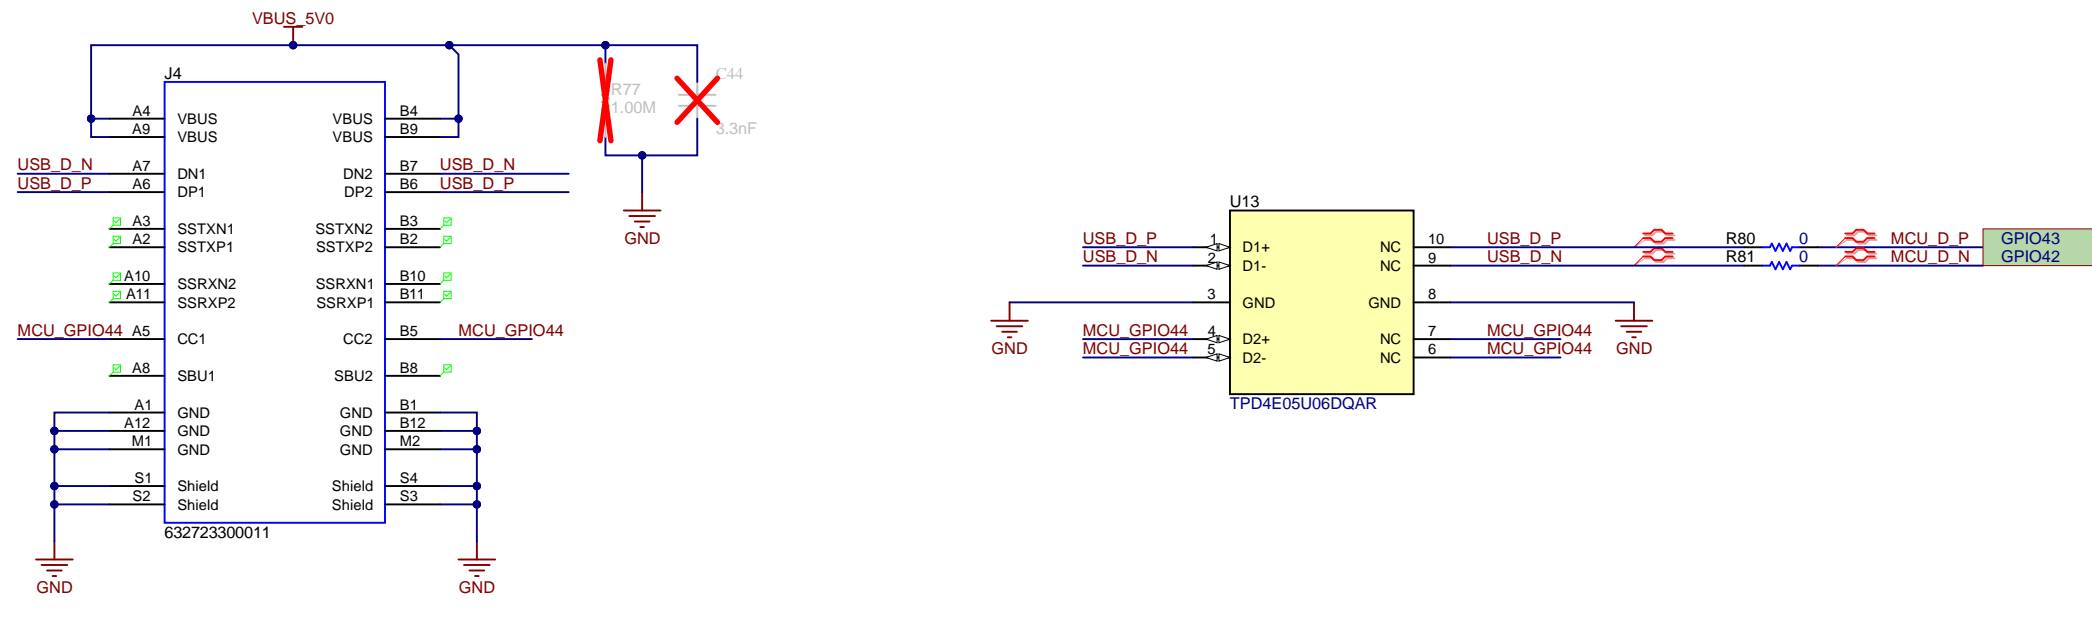 VBUS_5V0
J4
A4 VBUS VBUS B4
A9 VBUS VBUS B9
USB_D_N A7 DN1 DN2 B7 USB_D_N
USB_D_P A6 DP1 DP2 B6 USB_D_P
A3 SSTXN1 SSTXN2 B3
A2 SSTXP1 SSTXP2 B2
A10 SSRXN2 SSRXN1 B10
A11 SSRXP2 SSRXP1 B11
MCU_GPIO44 A5 CC1 CC2 B5 MCU_GPIO44
A8 SBU1 SBU2 B8
A1 GND GND B1
A12 GND GND B12
M1 GND GND M2
S1 Shield Shield S4
S2 Shield Shield S3
632723300011
GND GND
R77
1.00M
C44
3.3nF
GND
U13
USB_D_P 1 D1+ NC 10 USB_D_P R80 0 MCU_D_P GPIO43
USB_D_N 2 D1- NC 9 USB_D_N R81 0 MCU_D_N GPIO42
3 GND GND 8
GND GND
MCU_GPIO44 4 D2+ NC 7 MCU_GPIO44
MCU_GPIO44 5 D2- NC 6 MCU_GPIO44
TPD4E05U06DQAR